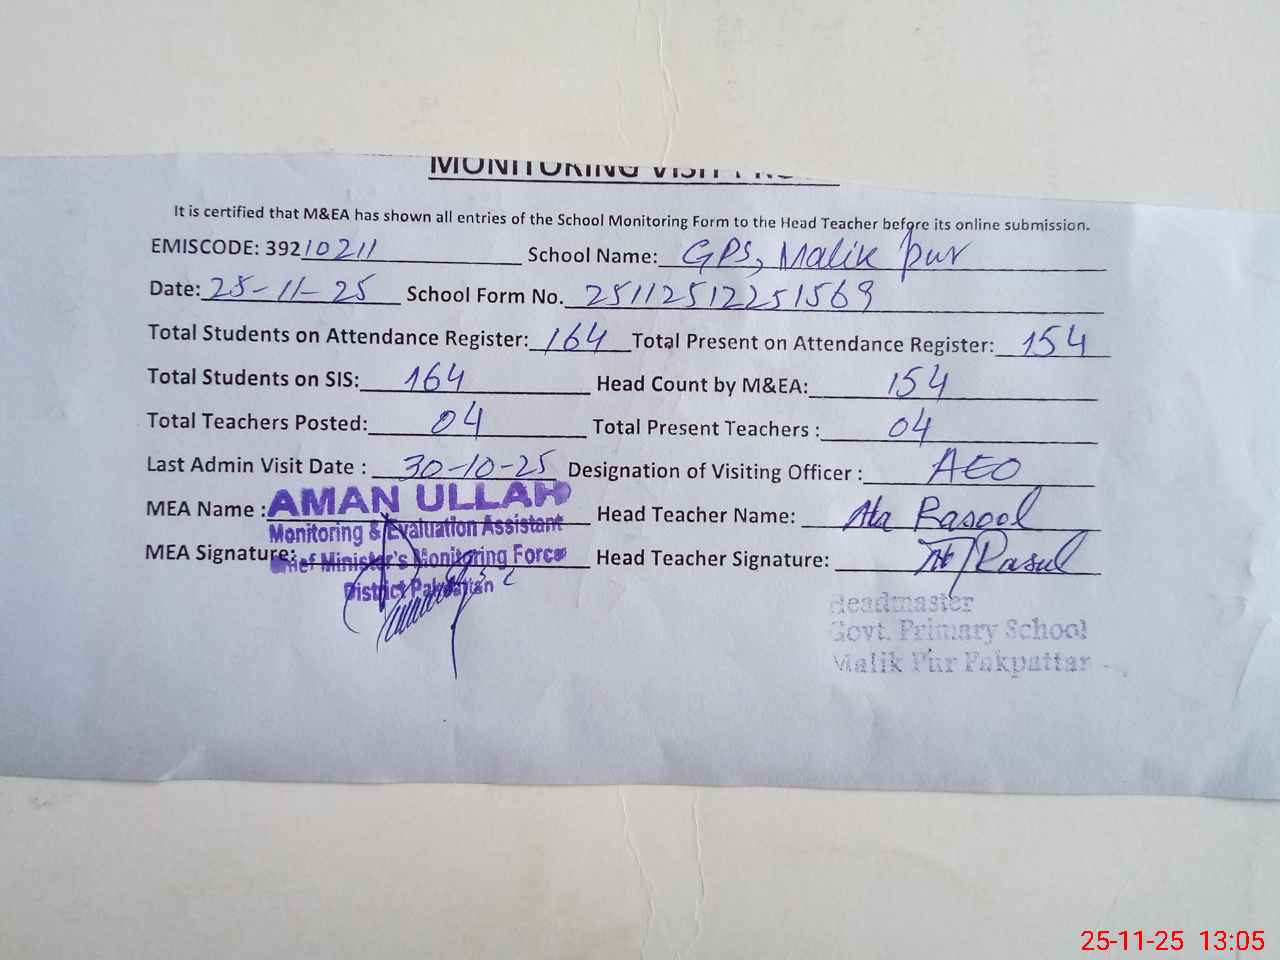 MONITORING VISIT
It is certified that M&EA has shown all entries of the School Monitoring Form to the Head Teacher before its online submission.
EMISCODE: 39210211 School Name: GPS, Malik pur
Date: 25-11-25 School Form No. 25112512251569
Total Students on Attendance Register: 164 Total Present on Attendance Register: 154
Total Students on SIS: 164 Head Count by M&EA: 154
Total Teachers Posted: 04 Total Present Teachers : 04
Last Admin Visit Date : 30-10-25 Designation of Visiting Officer : AEO
MEA Name : AMAN ULLAH Head Teacher Name: Ata Rasool
Monitoring & Evaluation Assistant
MEA Signature: Chief Minister's Monitoring Force Head Teacher Signature: At/Rasul
District Pakpattan
Headmaster
Govt. Primary School
Malik Pur Pakpattan
25-11-25 13:05